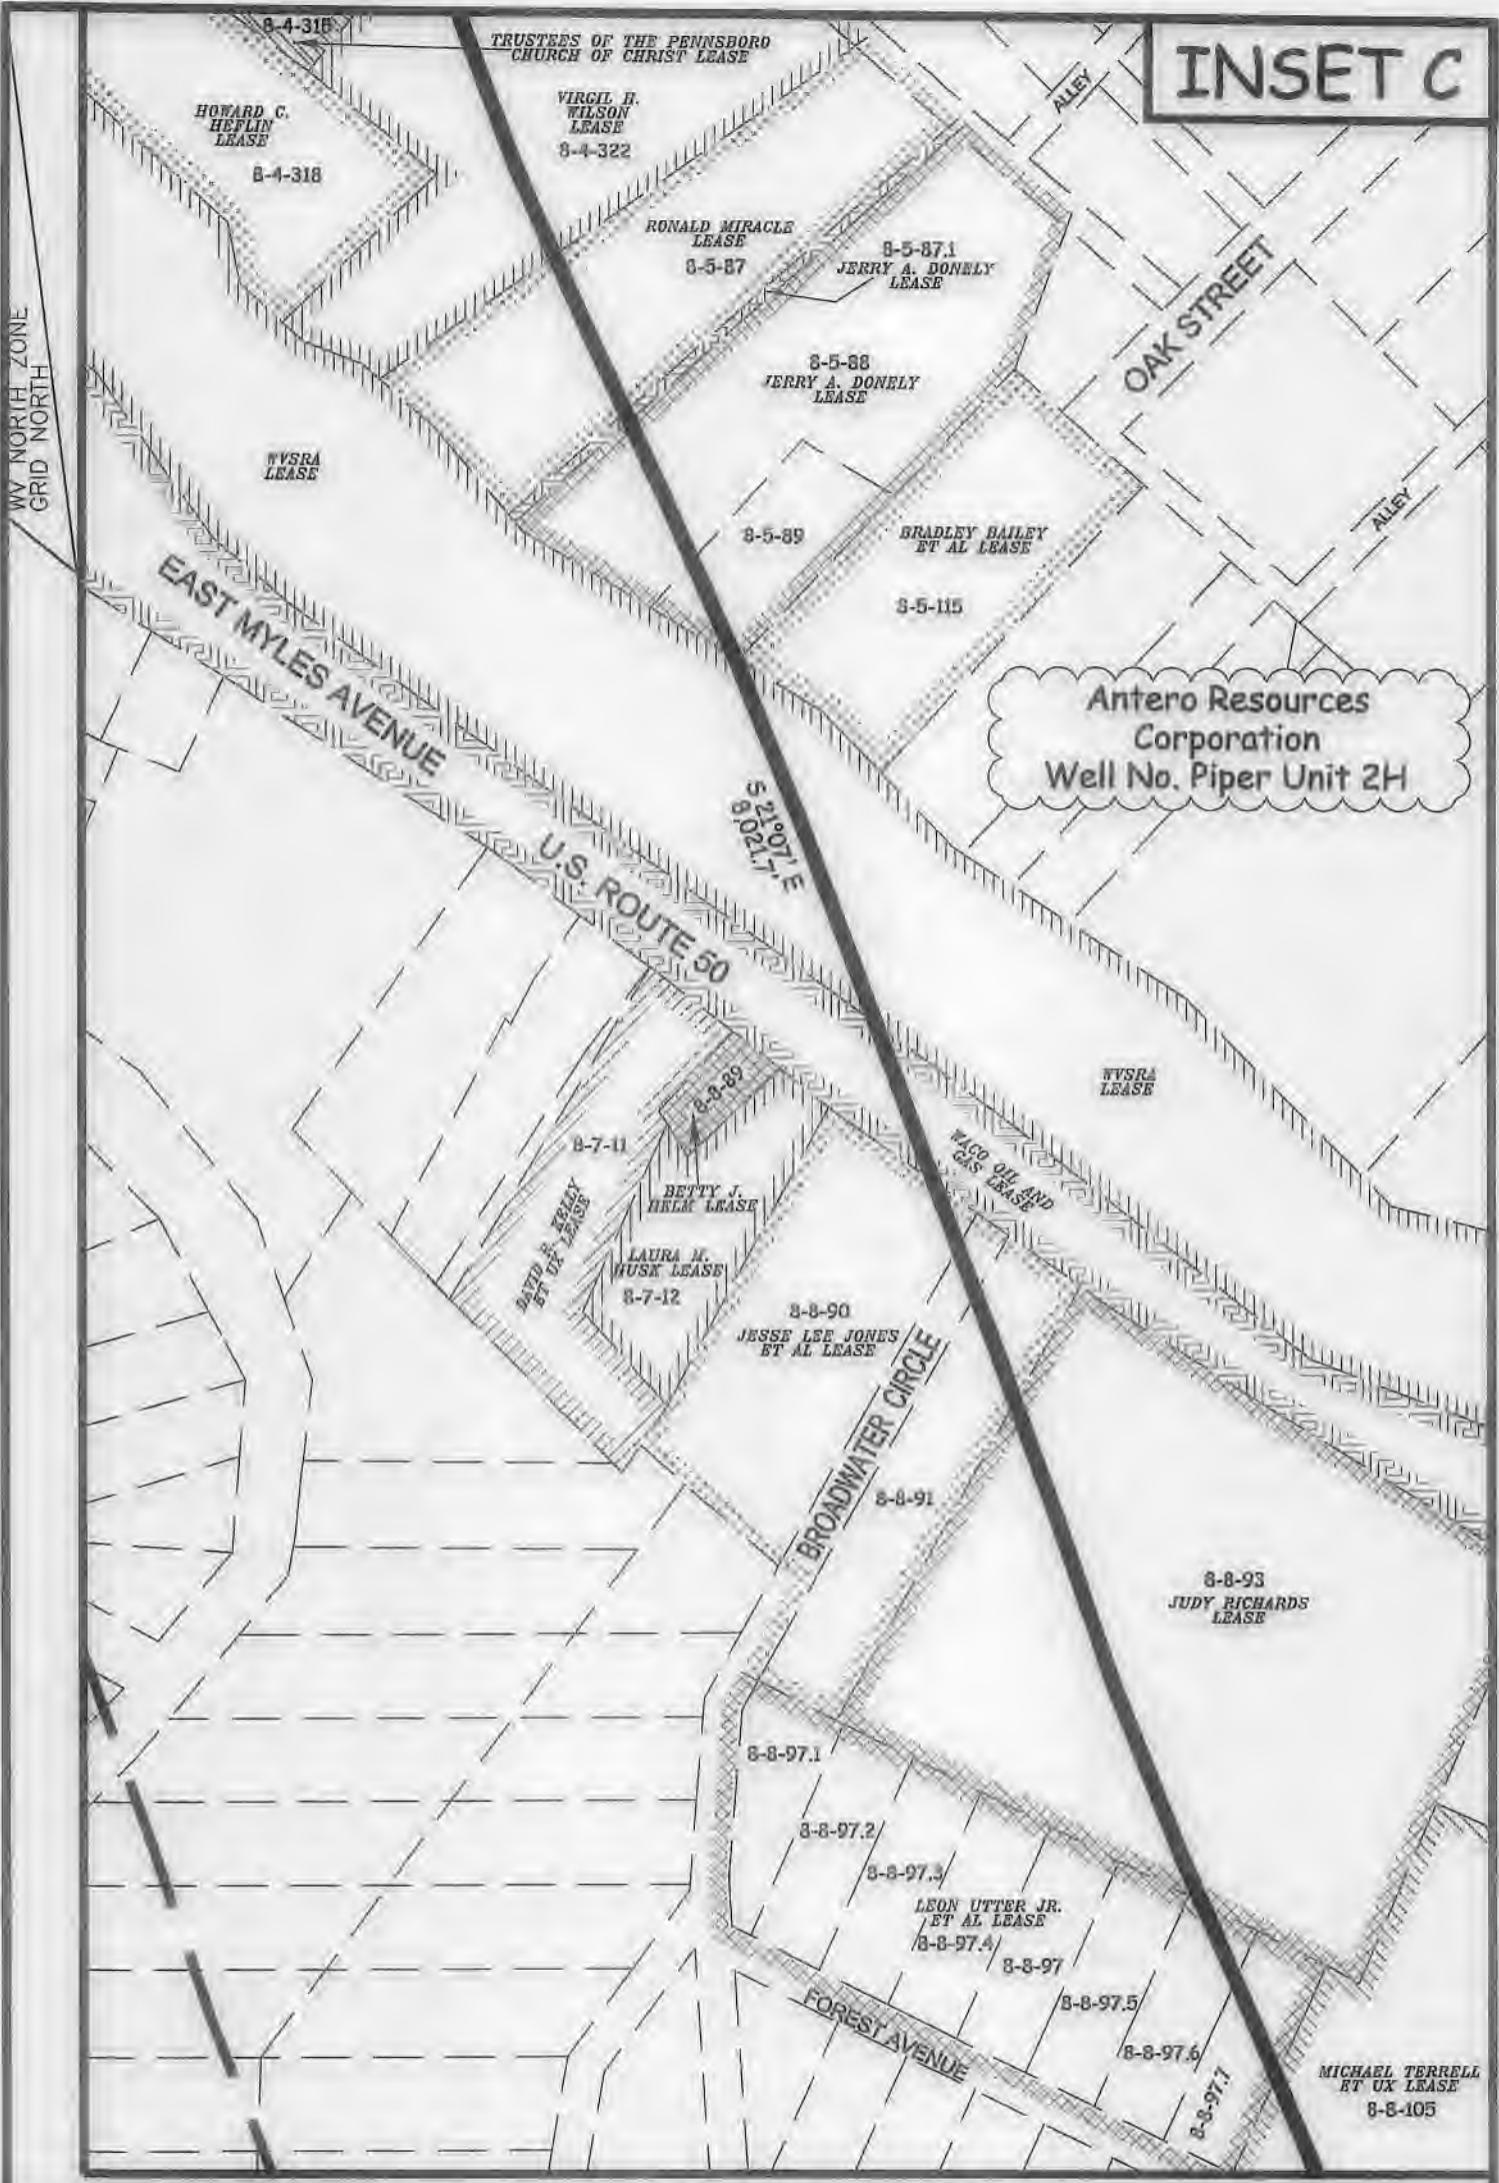 INSET C
8-4-315
TRUSTEES OF THE PENNSBORO
CHURCH OF CHRIST LEASE
HOWARD C.
HEFLIN
LEASE
8-4-318
VIRGIL H.
WILSON
LEASE
8-4-322
ALLEY
RONALD MIRACLE
LEASE
8-5-87
8-5-87.1
JERRY A. DONELY
LEASE
OAK STREET
8-5-88
JERRY A. DONELY
LEASE
WV NORTH ZONE
GRID NORTH
WVSRA
LEASE
8-5-89
BRADLEY BAILEY
ET AL LEASE
8-5-115
ALLEY
EAST MYLES AVENUE
Antero Resources
Corporation
Well No. Piper Unit 2H
S 21°07' E
8,021.7'
U.S. ROUTE 50
WVSRA
LEASE
8-8-89
8-7-11
WACO OIL AND
GAS LEASE
BETTY J.
HELM LEASE
DAVID R. KELLY
ET UX LEASE
LAURA M.
HUSK LEASE
8-7-12
8-8-90
JESSE LEE JONES
ET AL LEASE
BROADWATER CIRCLE
8-8-91
8-8-93
JUDY RICHARDS
LEASE
8-8-97.1
8-8-97.2
8-8-97.3
LEON UTTER JR.
ET AL LEASE
8-8-97.4
8-8-97
8-8-97.5
FOREST AVENUE
8-8-97.6
8-8-97.7
MICHAEL TERRELL
ET UX LEASE
8-8-105